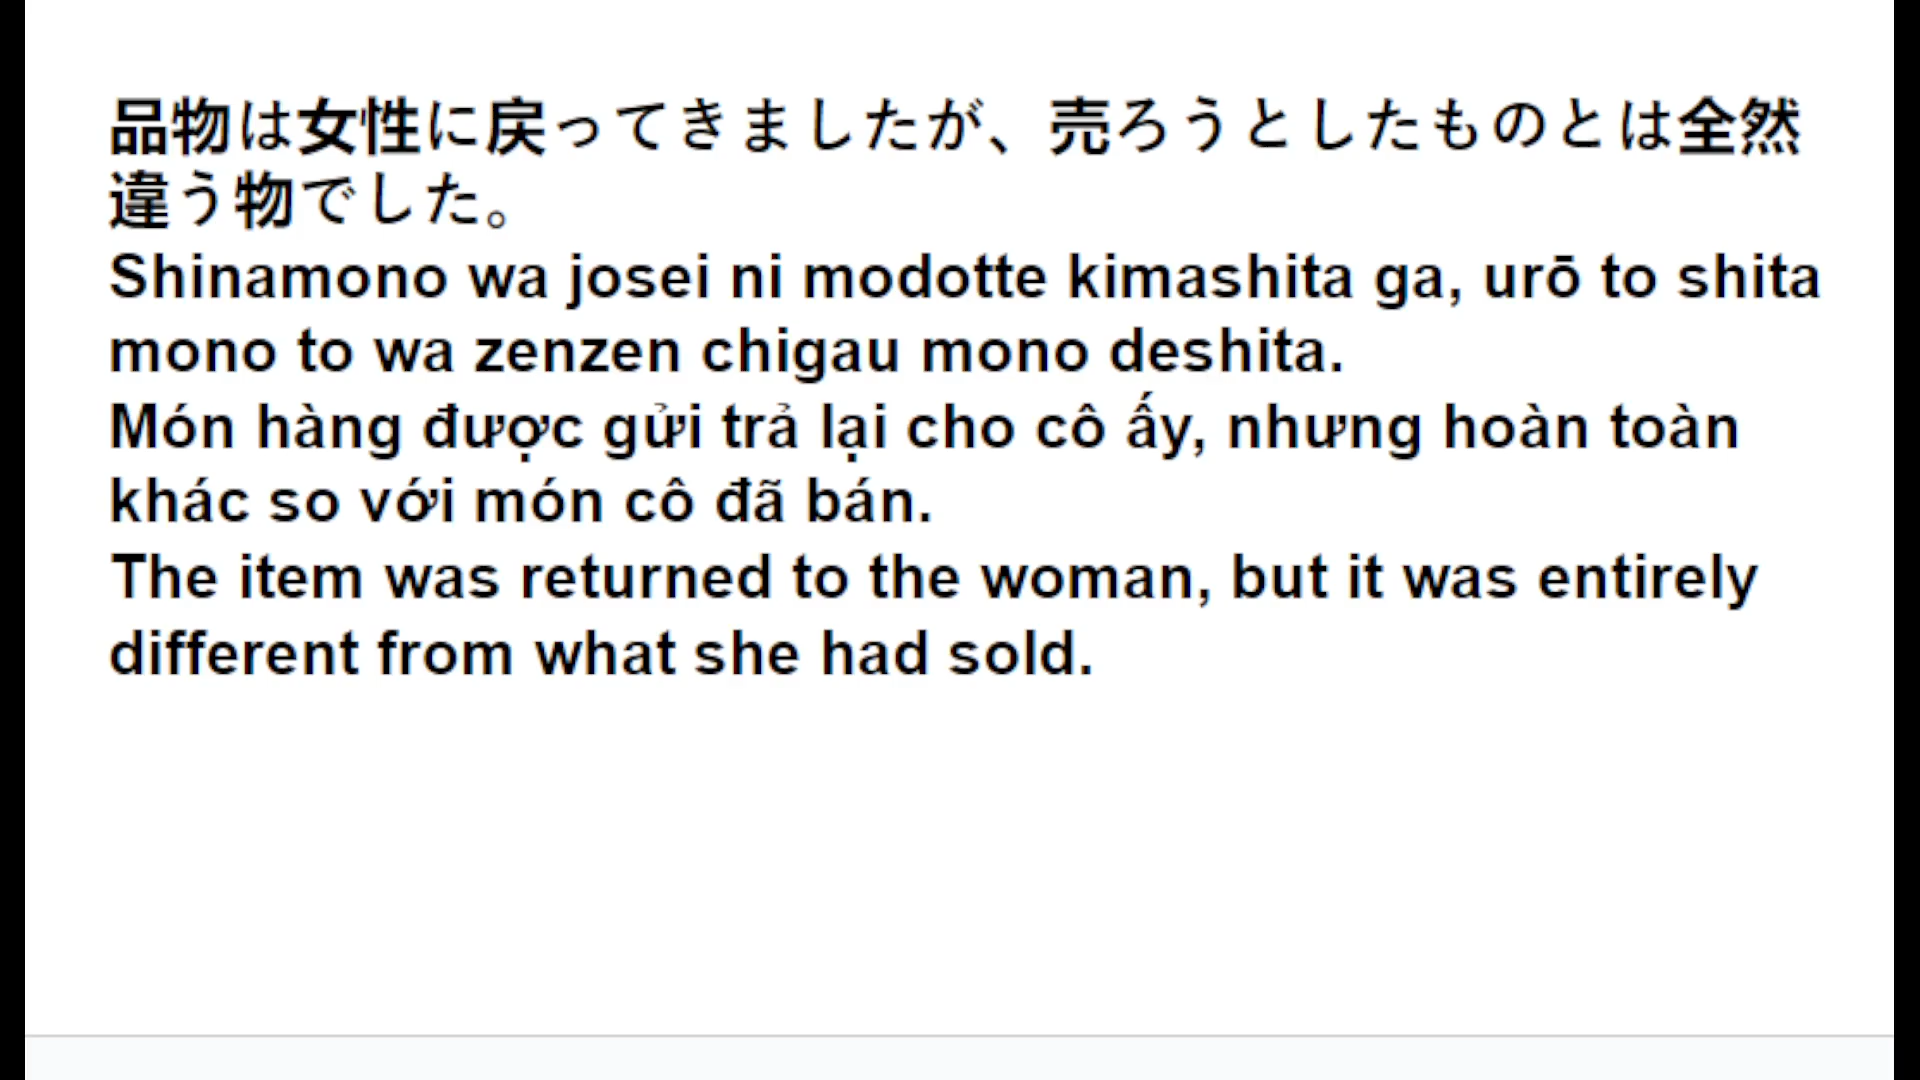 品物は女性に戻ってきましたが、売ろうとしたものとは全然
違う物でした。
Shinamono wa josei ni modotte kimashita ga, urō to shita
mono to wa zenzen chigau mono deshita.
Món hàng được gửi trả lại cho cô ấy, nhưng hoàn toàn
khác so với món cô đã bán.
The item was returned to the woman, but it was entirely
different from what she had sold.